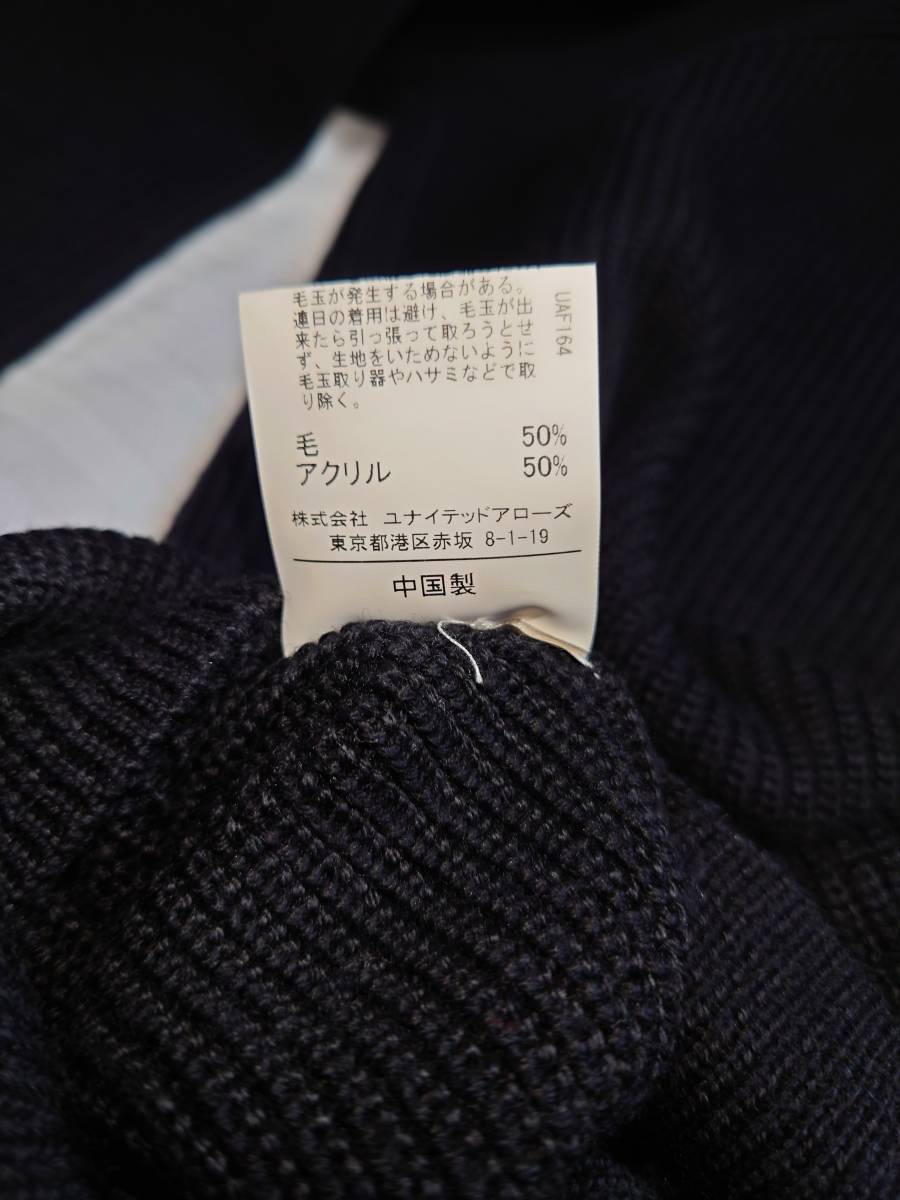 毛玉が発生する場合がある。
連日の着用は避け、毛玉が出
来たら引っ張って取ろうとせ
ず、生地をいためないように
毛玉取り器やハサミなどで取
り除く。
毛 50%
アクリル 50%
株式会社 ユナイテッドアローズ
東京都港区赤坂 8-1-19
中国製
UAF164